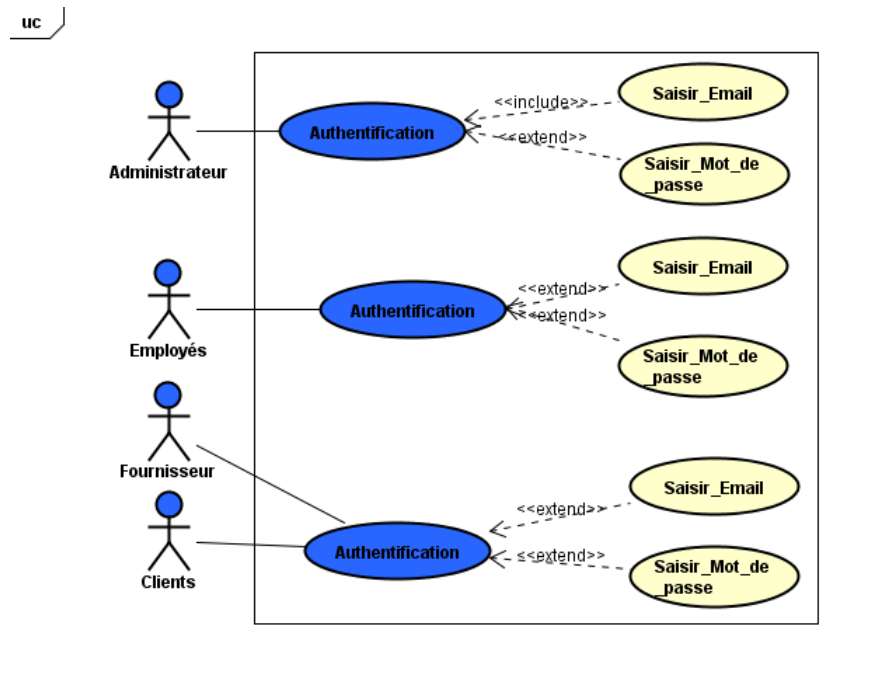 uc
<<include>>
Saisir_Email
Authentification
<<extend>>
Saisir_Mot_de
_passe
Administrateur
<<extend>>
Saisir_Email
Authentification
<<extend>>
Employés
Saisir_Mot_de
_passe
Fournisseur
<<extend>>
Saisir_Email
Authentification
<<extend>>
Saisir_Mot_de
_passe
Clients